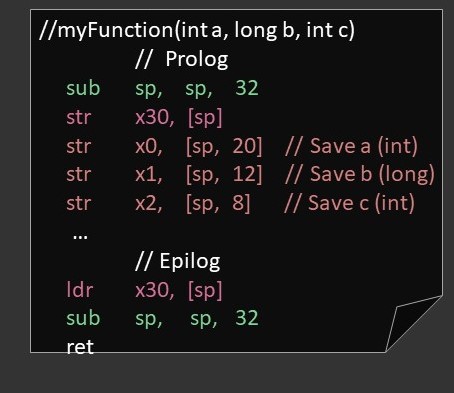 //myFunction(int a, long b, int c)
// Prolog
sub sp, sp, 32
str x30, [sp]
str x0, [sp, 20] // Save a (int)
str x1, [sp, 12] // Save b (long)
str x2, [sp, 8] // Save c (int)
...
// Epilog
ldr x30, [sp]
sub sp, sp, 32
ret